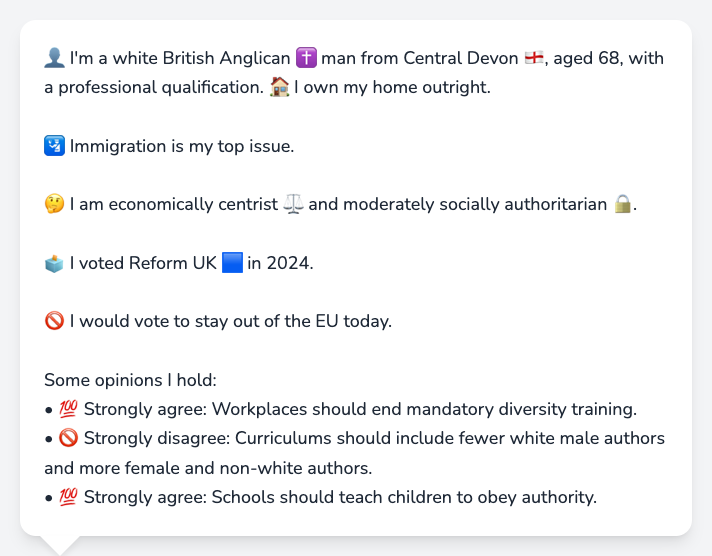 👤 I'm a white British Anglican ✝️ man from Central Devon 🏴󠁧󠁢󠁥󠁮󠁧󠁿, aged 68, with
a professional qualification. 🏠 I own my home outright.
🛂 Immigration is my top issue.
🤔 I am economically centrist ⚖️ and moderately socially authoritarian 🔒.
🗳️ I voted Reform UK 🟦 in 2024.
🚫 I would vote to stay out of the EU today.
Some opinions I hold:
• 💯 Strongly agree: Workplaces should end mandatory diversity training.
• 🚫 Strongly disagree: Curriculums should include fewer white male authors
and more female and non-white authors.
• 💯 Strongly agree: Schools should teach children to obey authority.